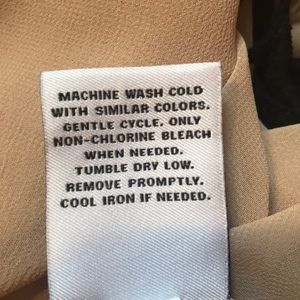 MACHINE WASH COLD
WITH SIMILAR COLORS.
GENTLE CYCLE. ONLY
NON-CHLORINE BLEACH
WHEN NEEDED.
TUMBLE DRY LOW.
REMOVE PROMPTLY.
COOL IRON IF NEEDED.